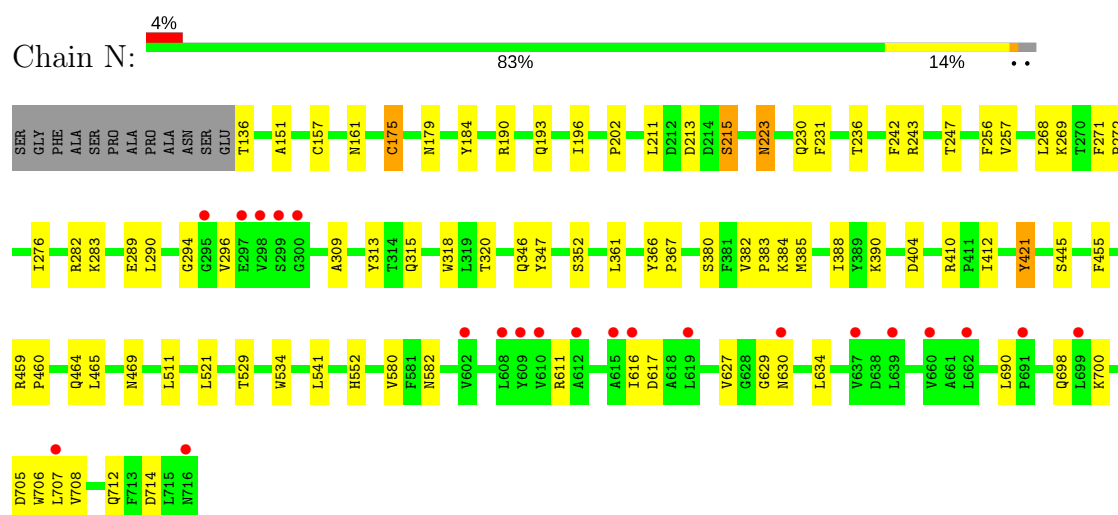 4%
Chain N:
83%
14%
• •
SER GLY PHE ALA SER PRO ALA PRO ALA ASN SER GLU T136 A151 C157 N161 C175 N179 Y184 R190 Q193 I196 P202 L211 D212 D213 D214 S215 N223 Q230 F231 T236 F242 R243 T247 F256 V257 L268 K269 T270 F271
I276 R282 K283 E289 L290 G294 G295 V296 E297 V298 S299 G300 A309 Y313 T314 Q315 W318 L319 T320 Q346 Y347 S352 L361 Y366 P367 S380 F381 V382 P383 K384 M385 I388 Y389 K390 D404 R410 P411 I412 Y421 S445 F455
R459 P460 Q464 L465 N469 L511 L521 T529 W534 L541 H552 V580 F581 N582 V602 L608 Y609 V610 R611 A612 A615 I616 D617 A618 L619 V627 G628 G629 N630 L634 V637 D638 L639 V660 A661 L662 L690 P691 Q698 L699 K700
D705 W706 L707 V708 Q712 F713 D714 L715 N716